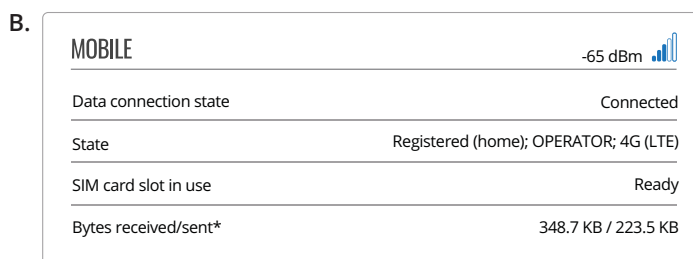 B.
MOBILE -65 dBm
Data connection state Connected
State Registered (home); OPERATOR; 4G (LTE)
SIM card slot in use Ready
Bytes received/sent* 348.7 KB / 223.5 KB